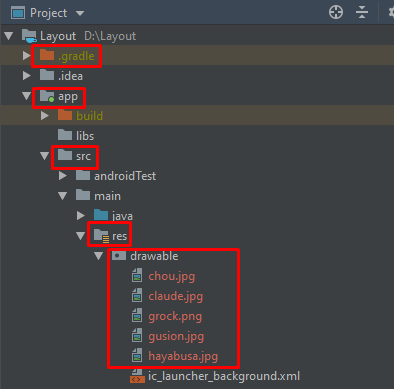 Project
Layout D:\Layout
.gradle
.idea
app
build
libs
src
androidTest
main
java
res
drawable
chou.jpg
claude.jpg
grock.png
gusion.jpg
hayabusa.jpg
ic_launcher_background.xml